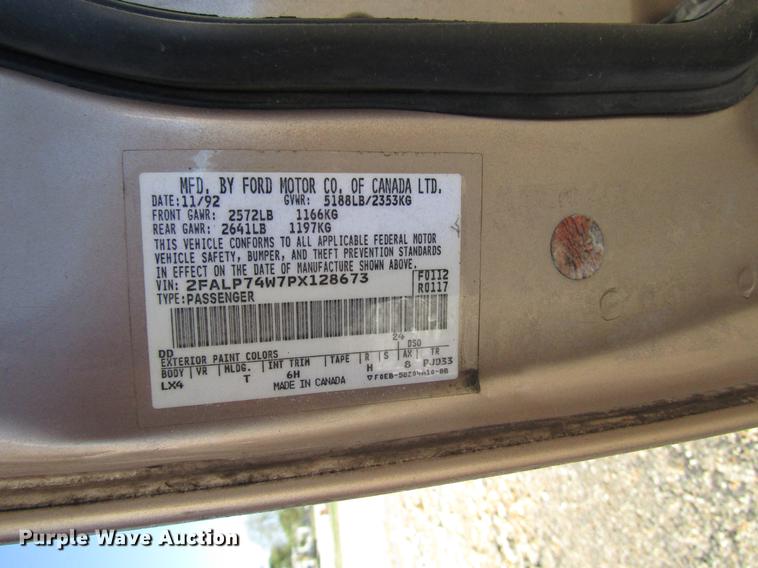 MFD. BY FORD MOTOR CO. OF CANADA LTD.
DATE: 11/92 GVWR: 5188LB/2353KG
FRONT GAWR: 2572LB 1166KG
REAR GAWR: 2641LB 1197KG
THIS VEHICLE CONFORMS TO ALL APPLICABLE FEDERAL MOTOR
VEHICLE SAFETY, BUMPER, AND THEFT PREVENTION STANDARDS
IN EFFECT ON THE DATE OF MANUFACTURE SHOWN ABOVE.
VIN: 2FALP74W7PX128673 F0112
TYPE: PASSENGER R0117
24
DD DSO
EXTERIOR PAINT COLORS
BODY VR MLDG. INT TRIM TAPE R S AX TR
LX4 T 6H H 8 PJD33
MADE IN CANADA
Purple Wave Auction